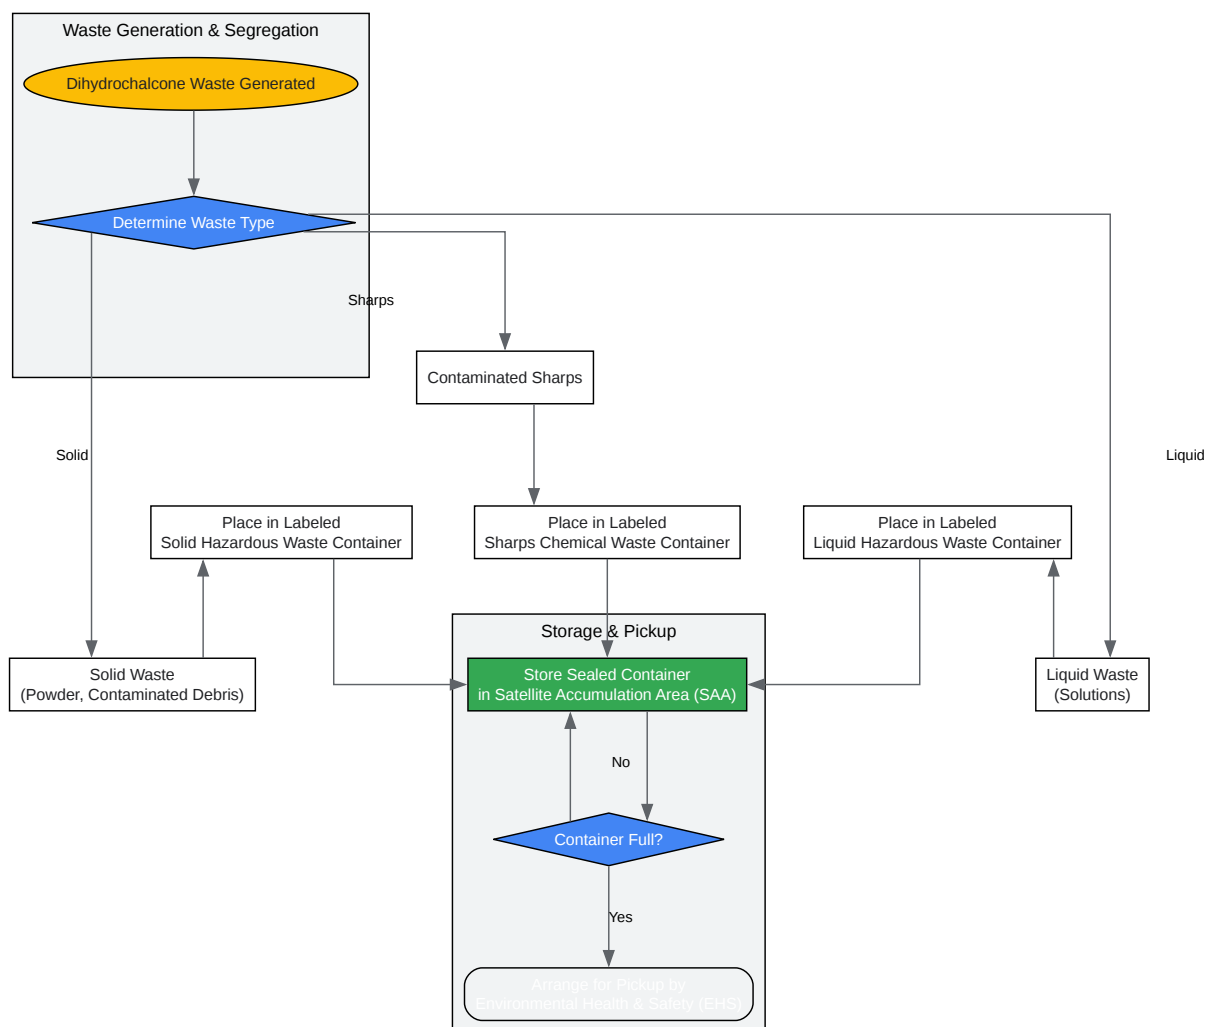 Waste Generation & Segregation
Dihydrochalcone Waste Generated
Determine Waste Type
Sharps
Contaminated Sharps
Solid
Liquid
Place in Labeled
Solid Hazardous Waste Container
Place in Labeled
Sharps Chemical Waste Container
Place in Labeled
Liquid Hazardous Waste Container
Storage & Pickup
Solid Waste
(Powder, Contaminated Debris)
Store Sealed Container
in Satellite Accumulation Area (SAA)
Liquid Waste
(Solutions)
No
Container Full?
Yes
Arrange for Pickup by
Environmental Health & Safety (EHS)